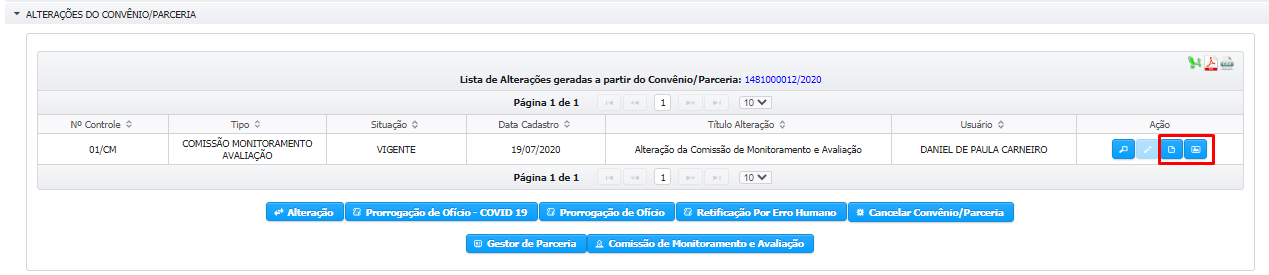 ALTERAÇÕES DO CONVÊNIO/PARCERIA
Lista de Alterações geradas a partir do Convênio/Parceria: 1481000012/2020
Página 1 de 1 1 10
Nº Controle Tipo Situação Data Cadastro Título Alteração Usuário Ação
01/CM COMISSÃO MONITORAMENTO AVALIAÇÃO VIGENTE 19/07/2020 Alteração da Comissão de Monitoramento e Avaliação DANIEL DE PAULA CARNEIRO
Página 1 de 1 1 10
Alteração Prorrogação de Ofício - COVID 19 Prorrogação de Ofício Retificação Por Erro Humano Cancelar Convênio/Parceria
Gestor de Parceria Comissão de Monitoramento e Avaliação